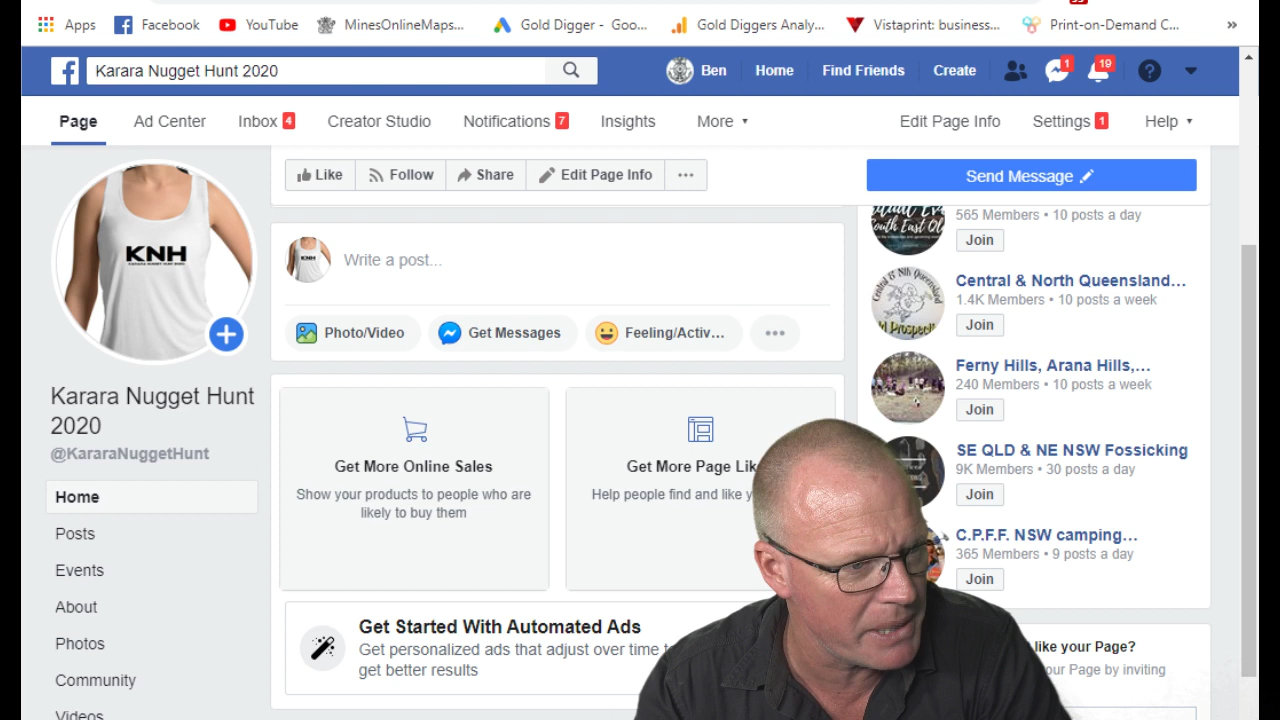 Apps Facebook YouTube MinesOnlineMaps... Gold Digger - Goo... Gold Diggers Analy... Vistaprint: business... Print-on-Demand C... »
Karara Nugget Hunt 2020 Ben Home Find Friends Create 1 19
Page Ad Center Inbox 4 Creator Studio Notifications 7 Insights More Edit Page Info Settings 1 Help
Like Follow Share Edit Page Info ... Send Message
KNH
Karara Nugget Hunt
2020
@KararaNuggetHunt
Home
Posts
Events
About
Photos
Community
Videos
KNH Write a post...
Photo/Video Get Messages Feeling/Activ... ...
Get More Online Sales
Show your products to people who are
likely to buy them
Get More Page Lik
Help people find and like
Get Started With Automated Ads
Get personalized ads that adjust over time
get better results
South East Ql
565 Members • 10 posts a day
Join
Central & Nth Queensland
Central & North Queensland...
1.4K Members • 10 posts a week
Join
Ferny Hills, Arana Hills,...
240 Members • 10 posts a week
Join
SE QLD & NE NSW Fossicking
9K Members • 30 posts a day
Join
C.P.F.F. NSW camping...
365 Members • 9 posts a day
Join
like your Page?
our Page by inviting